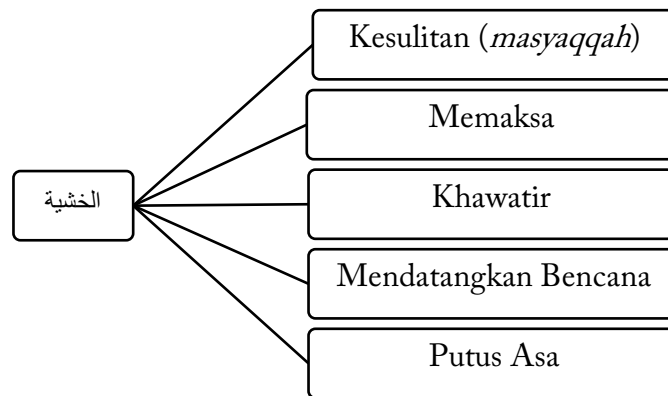 الخشية
Kesulitan (masyaqqah)
Memaksa
Khawatir
Mendatangkan Bencana
Putus Asa